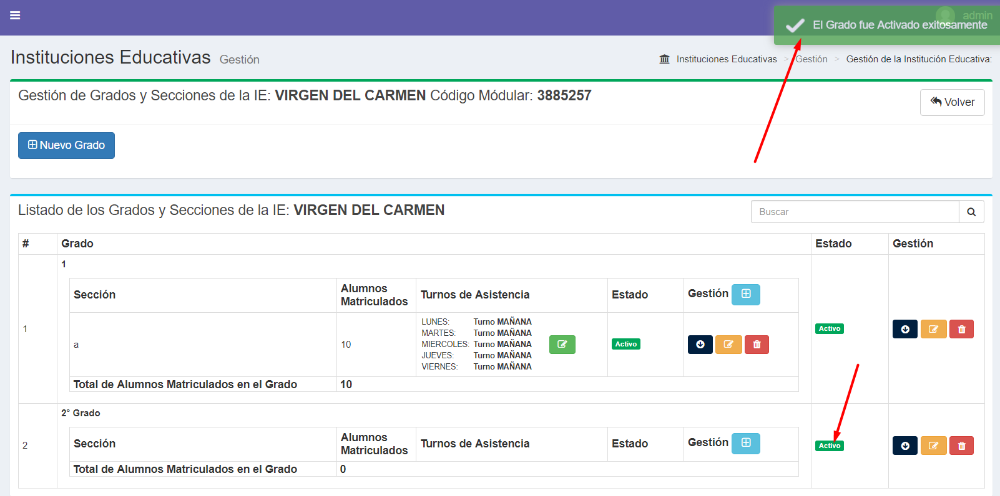 admin
El Grado fue Activado exitosamente
Instituciones Educativas Gestión
Instituciones Educativas > Gestión > Gestión de la Institución Educativa:
Gestión de Grados y Secciones de la IE: VIRGEN DEL CARMEN Código Módular: 3885257
Volver
Nuevo Grado
Listado de los Grados y Secciones de la IE: VIRGEN DEL CARMEN
Buscar
# Grado Estado Gestión
1
Sección Alumnos Matriculados Turnos de Asistencia Estado Gestión
1
a
10
LUNES: Turno MAÑANA
MARTES: Turno MAÑANA
MIERCOLES: Turno MAÑANA
JUEVES: Turno MAÑANA
VIERNES: Turno MAÑANA
Activo
Activo
Total de Alumnos Matriculados en el Grado 10
2° Grado
2
Sección Alumnos Matriculados Turnos de Asistencia Estado Gestión
Activo
Total de Alumnos Matriculados en el Grado 0